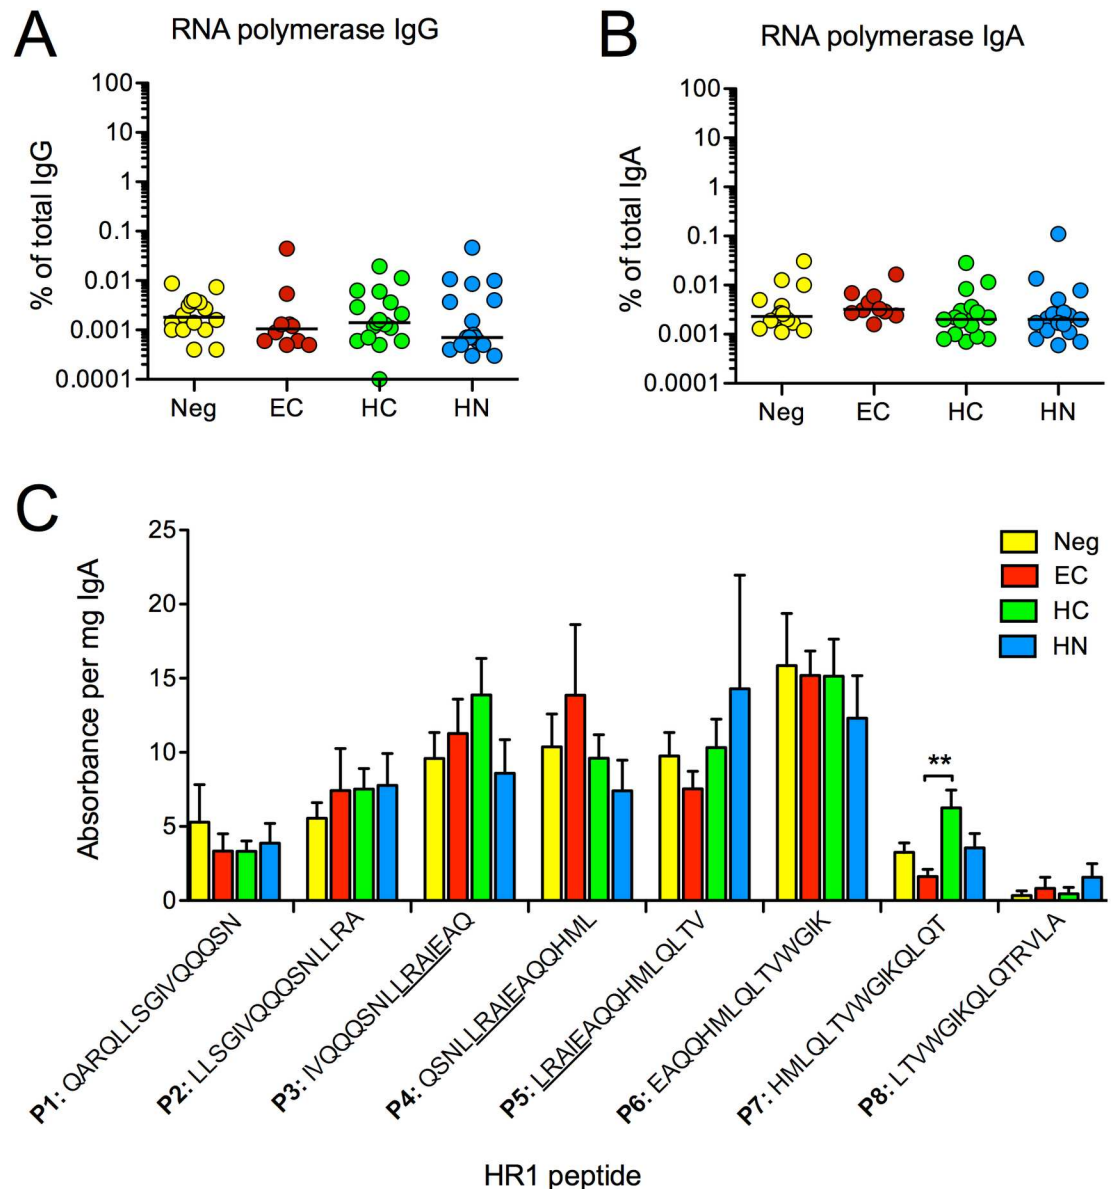 A
RNA polymerase IgG
% of total IgG
100
10
1
0.1
0.01
0.001
0.0001
Neg
EC
HC
HN
B
RNA polymerase IgA
% of total IgA
100
10
1
0.1
0.01
0.001
0.0001
Neg
EC
HC
HN
C
Absorbance per mg IgA
25
20
15
10
5
0
**
Neg
EC
HC
HN
P1: QARQLLSGIVQQQSN
P2: LLSGIVQQQSNLLRA
P3: IVQQQSNLLRAIEAQ
P4: QSNLLRAIEAQQHML
P5: LRAIEAQQHMLQLTV
P6: EAQQHMLQLTVWGIK
P7: HMLQLTVWGIKQLQT
P8: LTVWGIKQLQTRVLA
HR1 peptide